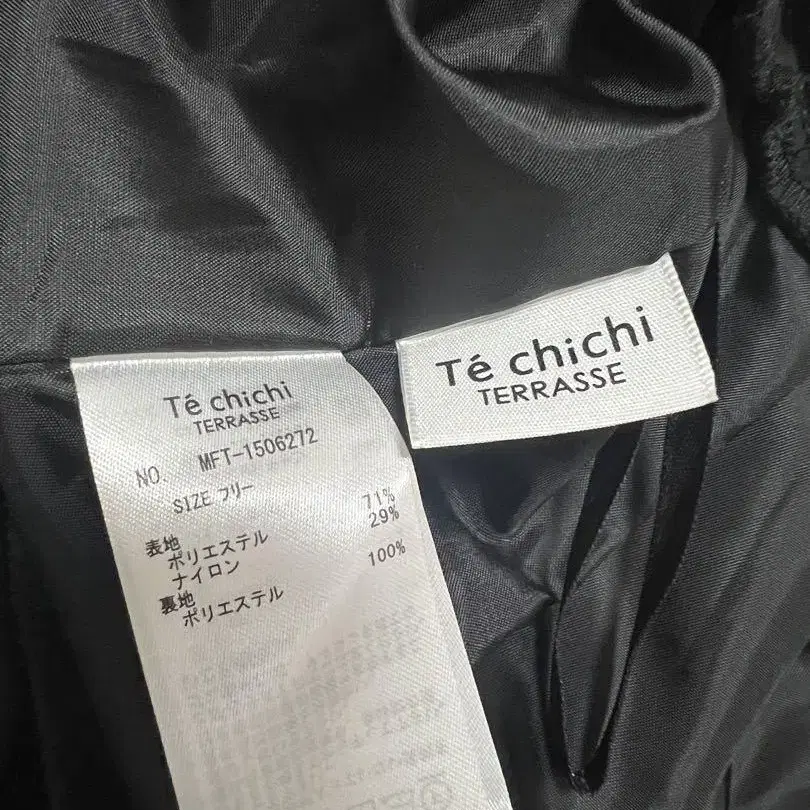 Té chichi
TERRASSE
NO. MFT-1506272
SIZE フリー
表地
ポリエステル 71%
ナイロン 29%
裏地
ポリエステル 100%
Té chichi
TERRASSE